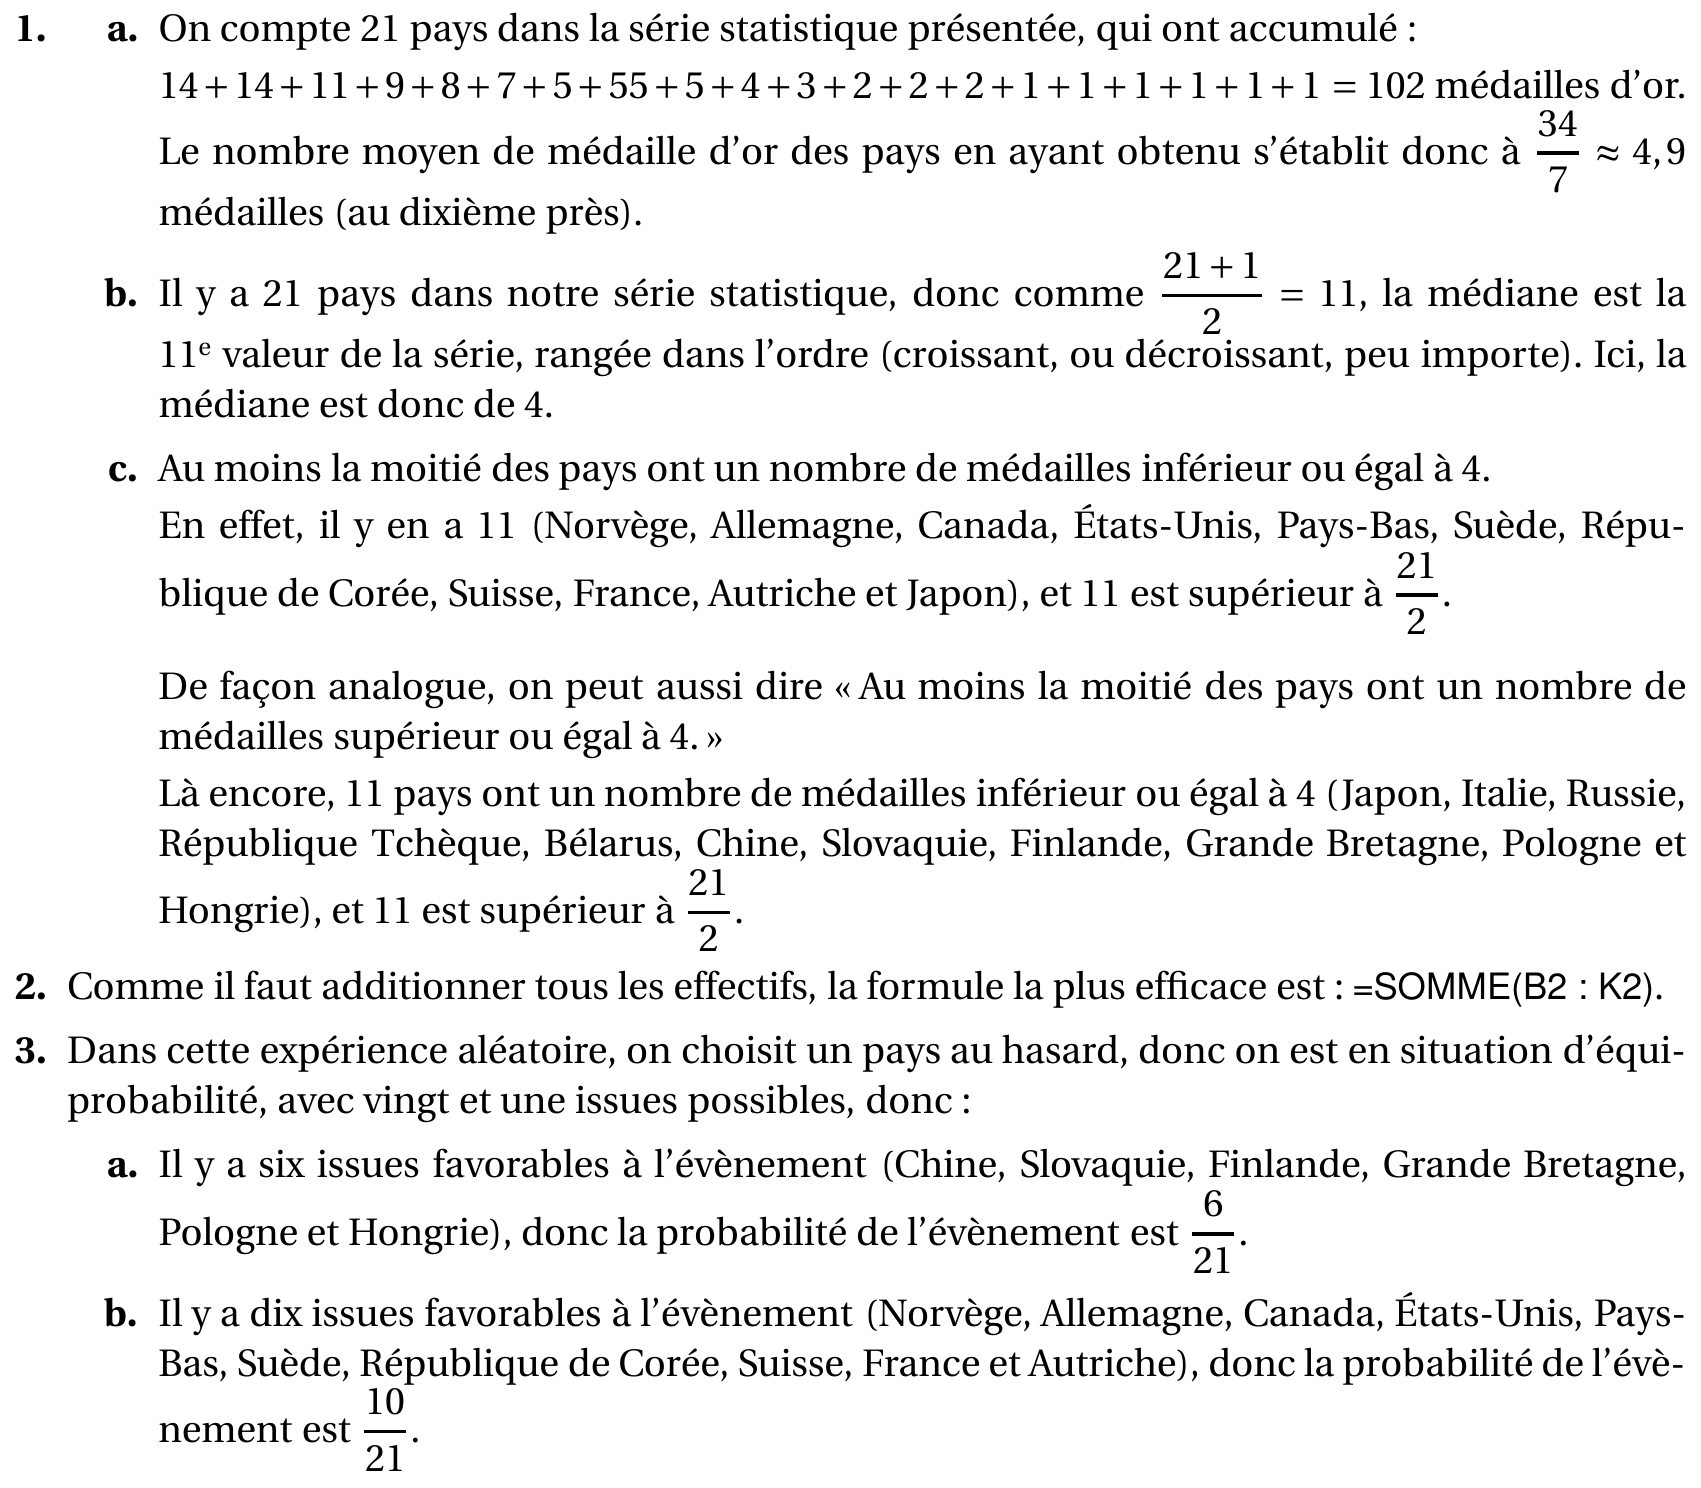 1. a. On compte 21 pays dans la série statistique présentée, qui ont accumulé :
14+14+11+9+8+7+5+55+5+4+3+2+2+2+1+1+1+1+1+1 = 102 médailles d'or.
Le nombre moyen de médaille d'or des pays en ayant obtenu s'établit donc à 34/7 ≈ 4,9
médailles (au dixième près).
b. Il y a 21 pays dans notre série statistique, donc comme (21+1)/2 = 11, la médiane est la
11e valeur de la série, rangée dans l'ordre (croissant, ou décroissant, peu importe). Ici, la
médiane est donc de 4.
c. Au moins la moitié des pays ont un nombre de médailles inférieur ou égal à 4.
En effet, il y en a 11 (Norvège, Allemagne, Canada, États-Unis, Pays-Bas, Suède, Répu-
blique de Corée, Suisse, France, Autriche et Japon), et 11 est supérieur à 21/2.
De façon analogue, on peut aussi dire « Au moins la moitié des pays ont un nombre de
médailles supérieur ou égal à 4. »
Là encore, 11 pays ont un nombre de médailles inférieur ou égal à 4 (Japon, Italie, Russie,
République Tchèque, Bélarus, Chine, Slovaquie, Finlande, Grande Bretagne, Pologne et
Hongrie), et 11 est supérieur à 21/2.
2. Comme il faut additionner tous les effectifs, la formule la plus efficace est : =SOMME(B2 : K2).
3. Dans cette expérience aléatoire, on choisit un pays au hasard, donc on est en situation d'équi-
probabilité, avec vingt et une issues possibles, donc :
a. Il y a six issues favorables à l'évènement (Chine, Slovaquie, Finlande, Grande Bretagne,
Pologne et Hongrie), donc la probabilité de l'évènement est 6/21.
b. Il y a dix issues favorables à l'évènement (Norvège, Allemagne, Canada, États-Unis, Pays-
Bas, Suède, République de Corée, Suisse, France et Autriche), donc la probabilité de l'évè-
nement est 10/21.